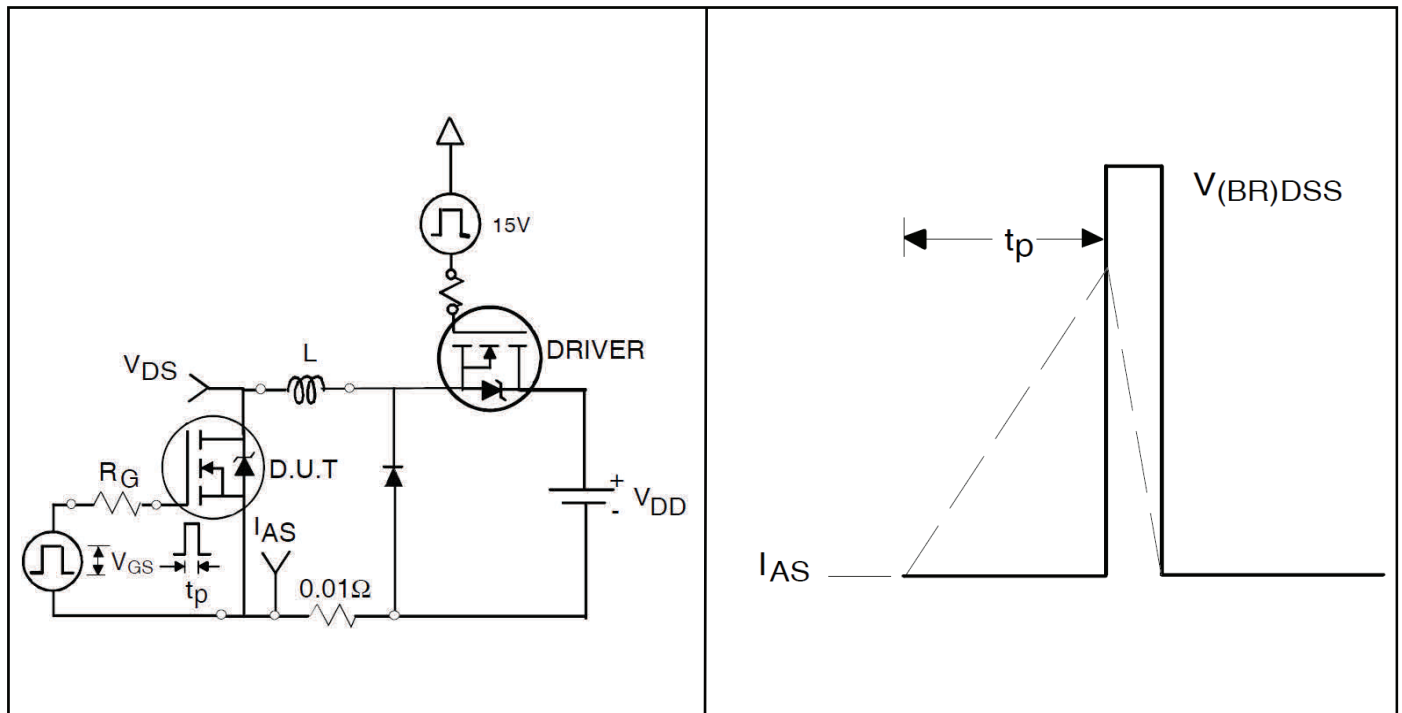 15V
DRIVER
L
VDS
D.U.T
RG
+
-
VDD
IAS
VGS
tp
0.01Ω
V(BR)DSS
tp
IAS